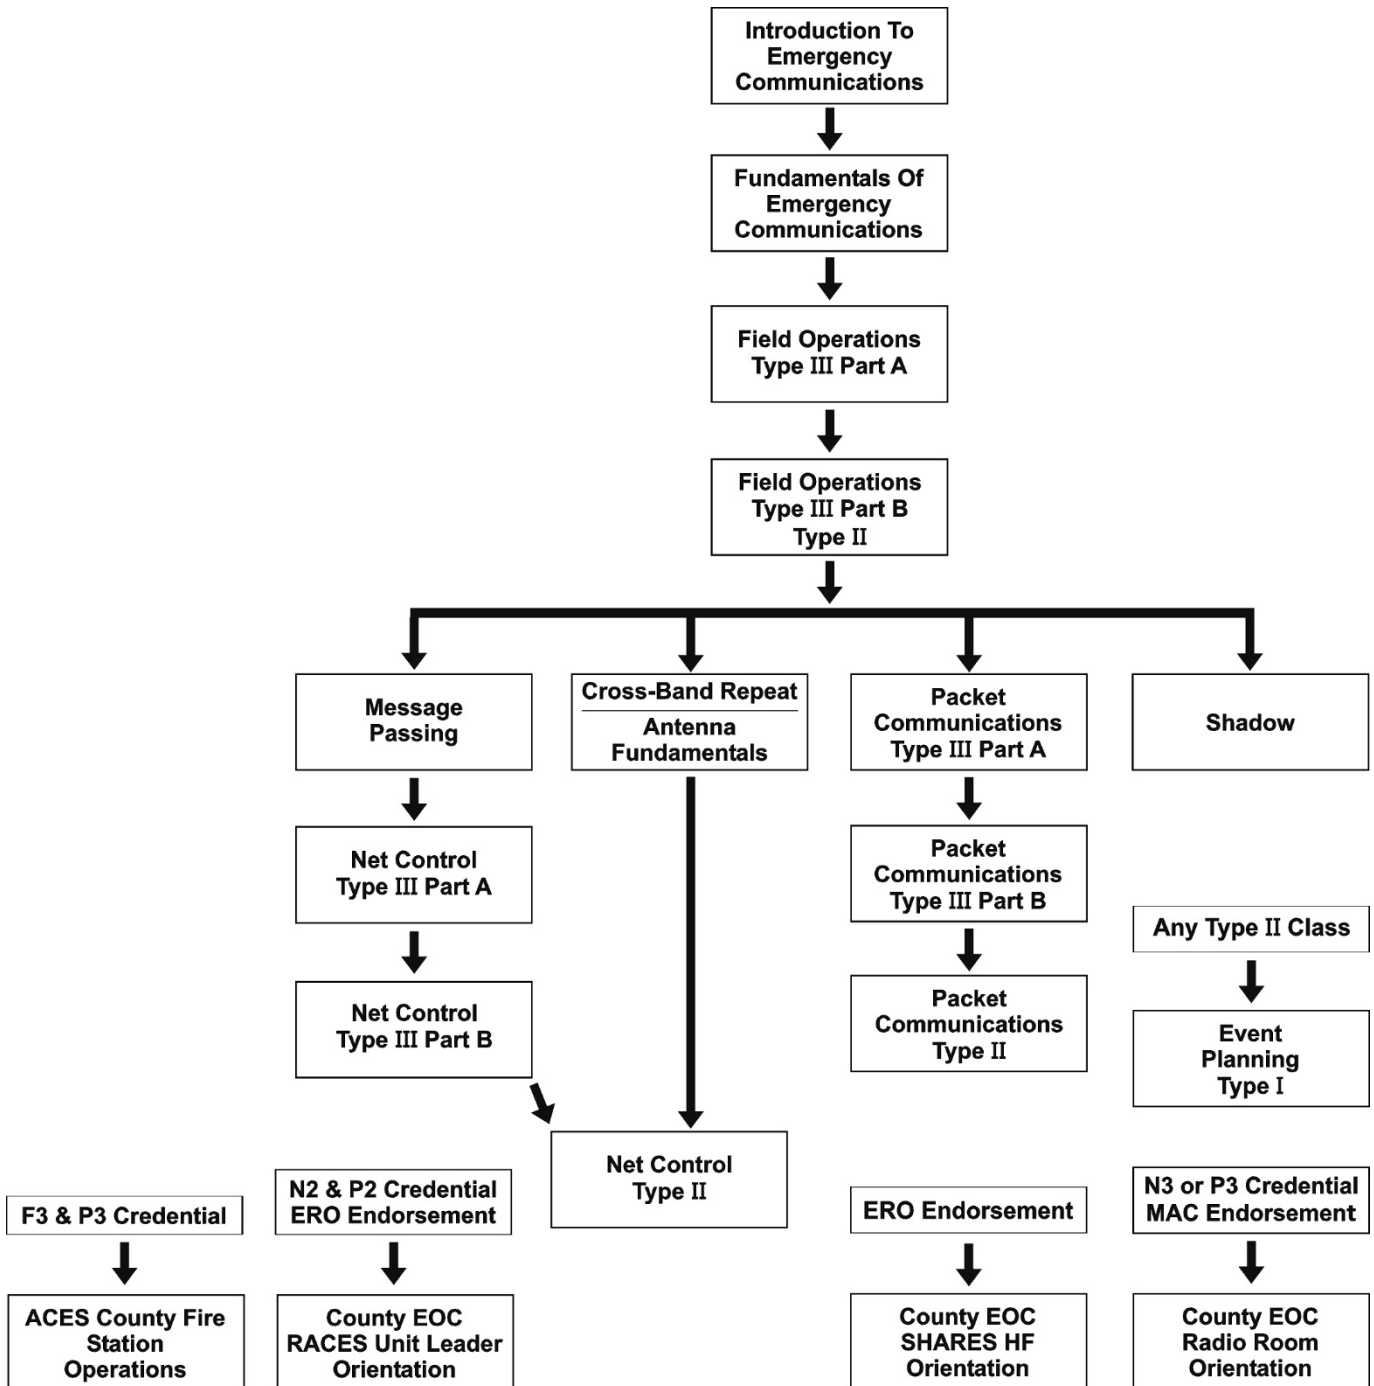 Introduction To
Emergency
Communications
Fundamentals Of
Emergency
Communications
Field Operations
Type III Part A
Field Operations
Type III Part B
Type II
Message
Passing
Cross-Band Repeat
Antenna
Fundamentals
Packet
Communications
Type III Part A
Shadow
Net Control
Type III Part A
Packet
Communications
Type III Part B
Any Type II Class
Net Control
Type III Part B
Packet
Communications
Type II
Event
Planning
Type I
Net Control
Type II
F3 & P3 Credential
N2 & P2 Credential
ERO Endorsement
ERO Endorsement
N3 or P3 Credential
MAC Endorsement
ACES County Fire
Station
Operations
County EOC
RACES Unit Leader
Orientation
County EOC
SHARES HF
Orientation
County EOC
Radio Room
Orientation